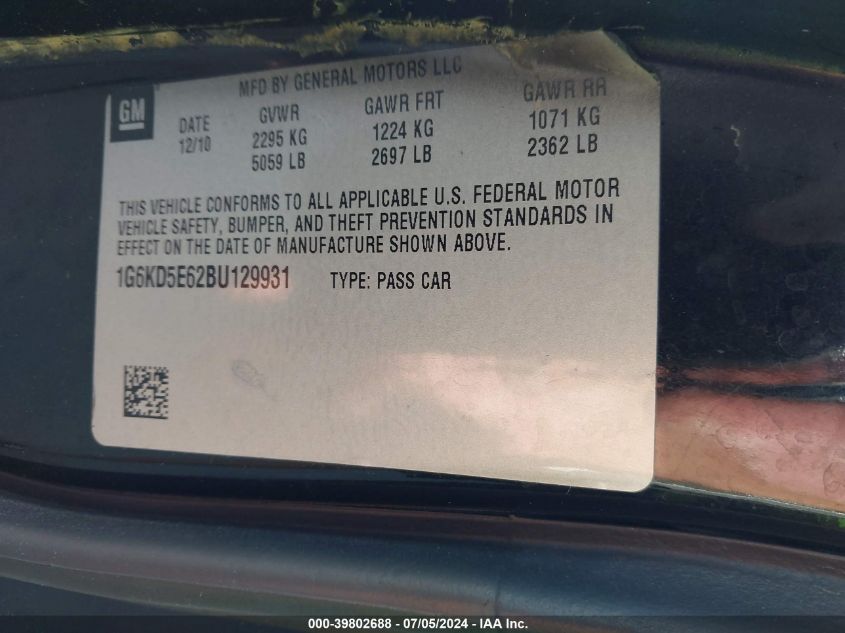 MFD BY GENERAL MOTORS LLC
GM
DATE GVWR GAWR FRT GAWR RR
12/10 2295 KG 1224 KG 1071 KG
5059 LB 2697 LB 2362 LB
THIS VEHICLE CONFORMS TO ALL APPLICABLE U.S. FEDERAL MOTOR
VEHICLE SAFETY, BUMPER, AND THEFT PREVENTION STANDARDS IN
EFFECT ON THE DATE OF MANUFACTURE SHOWN ABOVE.
1G6KD5E62BU129931 TYPE: PASS CAR
000-39802688 / 07/05/2024 - IAA Inc.